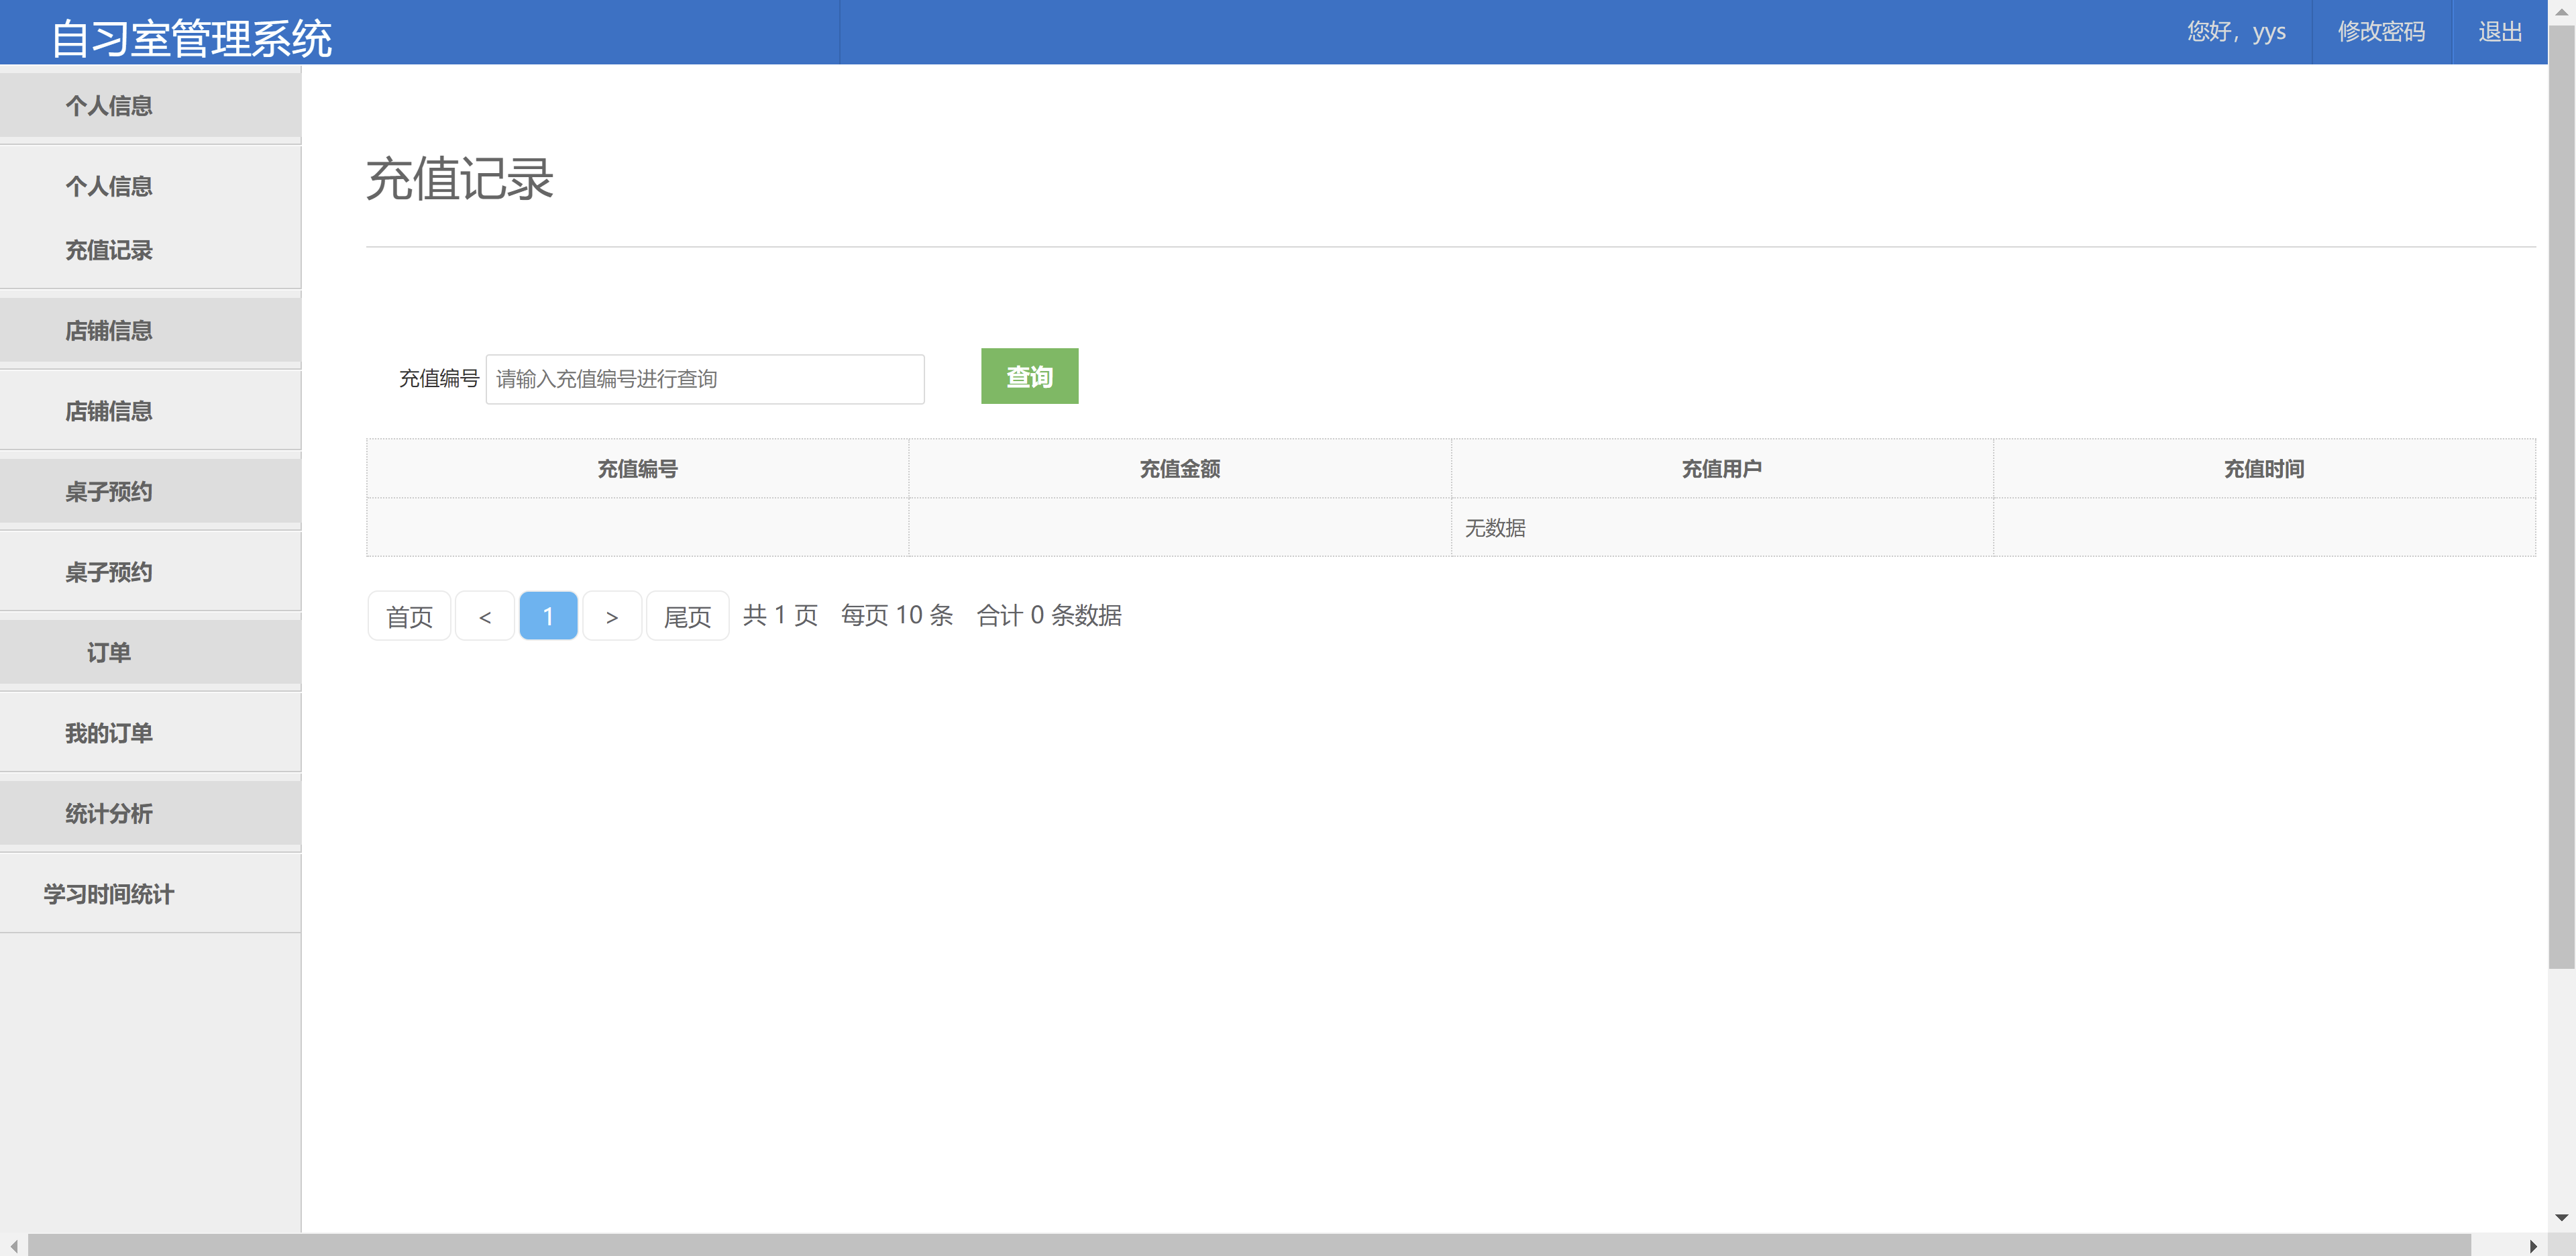 自习室管理系统
您好，yys
修改密码
退出
个人信息
个人信息
充值记录
店铺信息
店铺信息
桌子预约
桌子预约
订单
我的订单
统计分析
学习时间统计
充值记录
充值编号 请输入充值编号进行查询 查询
充值编号 充值金额 充值用户 充值时间
无数据
首页 < 1 > 尾页 共 1 页 每页 10 条 合计 0 条数据